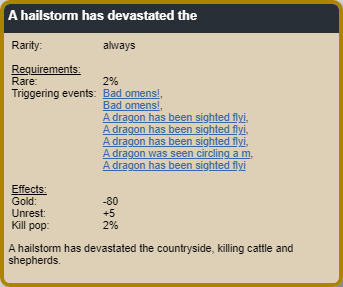 A hailstorm has devastated the
Rarity: always
Requirements:
Rare: 2%
Triggering events: Bad omens!,
Bad omens!,
A dragon has been sighted flyi,
A dragon has been sighted flyi,
A dragon has been sighted flyi,
A dragon was seen circling a m,
A dragon has been sighted flyi
Effects:
Gold: -80
Unrest: +5
Kill pop: 2%
A hailstorm has devastated the countryside, killing cattle and
shepherds.